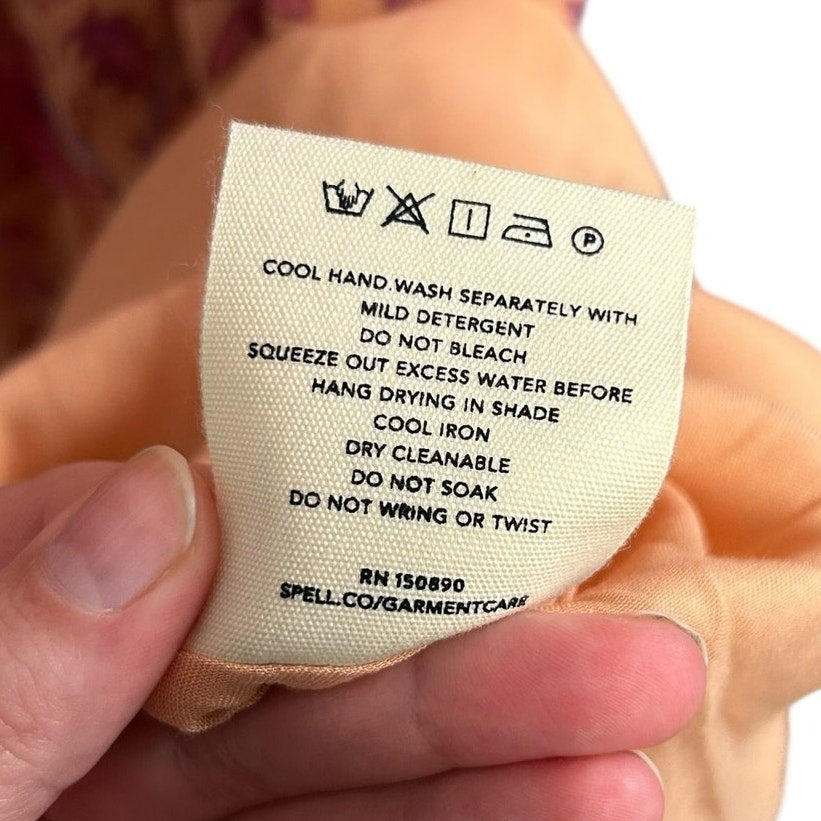 P
COOL HAND WASH SEPARATELY WITH
MILD DETERGENT
DO NOT BLEACH
SQUEEZE OUT EXCESS WATER BEFORE
HANG DRYING IN SHADE
COOL IRON
DRY CLEANABLE
DO NOT SOAK
DO NOT WRING OR TWIST
RN 150890
SPELL.CO/GARMENTCARE